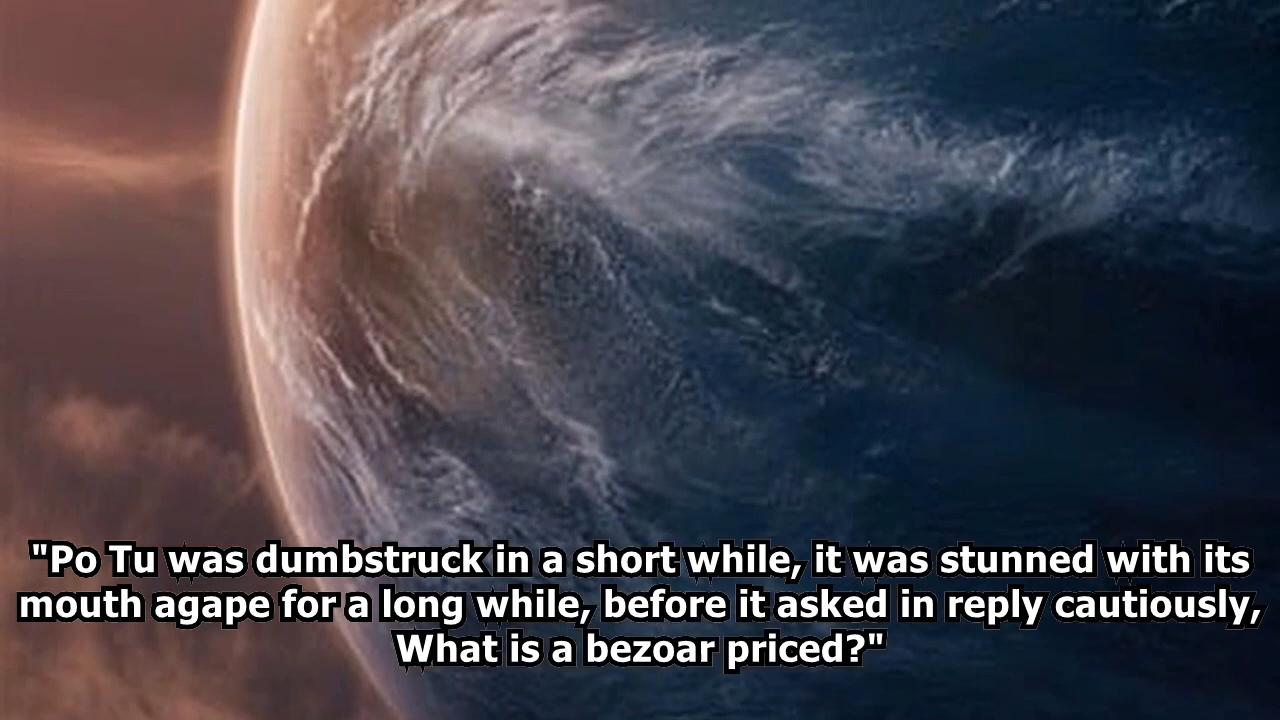 "Po Tu was dumbstruck in a short while, it was stunned with its
mouth agape for a long while, before it asked in reply cautiously,
What is a bezoar priced?"